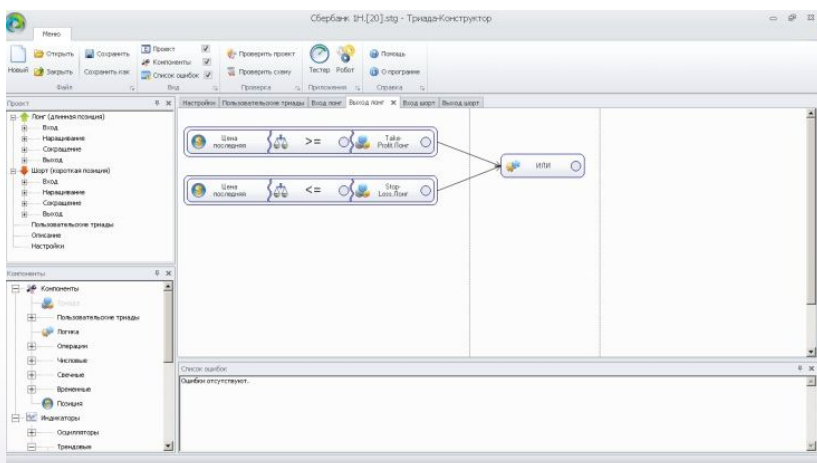 Сбербанк 1H.[20].stg - Триада-Конструктор
Меню
Новый
Открыть
Закрыть
Сохранить
Сохранить как
Проект
Компоненты
Список ошибок
Проверить проект
Проверить схему
Тестер
Робот
Помощь
О программе
Файл
Вид
Проверка
Приложения
Справка
Проект
Лонг (длинная позиция)
Вход
Наращивание
Сокращение
Выход
Шорт (короткая позиция)
Вход
Наращивание
Сокращение
Выход
Пользовательские триады
Описание
Настройки
Компоненты
Компоненты
Триада
Пользовательские триады
Логика
Операции
Числовые
Свечные
Временные
Позиция
Индикаторы
Осцилляторы
Трендовые
Настройки Пользовательские триады Вход лонг Выход лонг Вход шорт Выход шорт
Цена
последняя
>=
Take-
Profit.Лонг
ИЛИ
Цена
последняя
<=
Stop-
Loss.Лонг
Список ошибок
Ошибки отсутствуют.